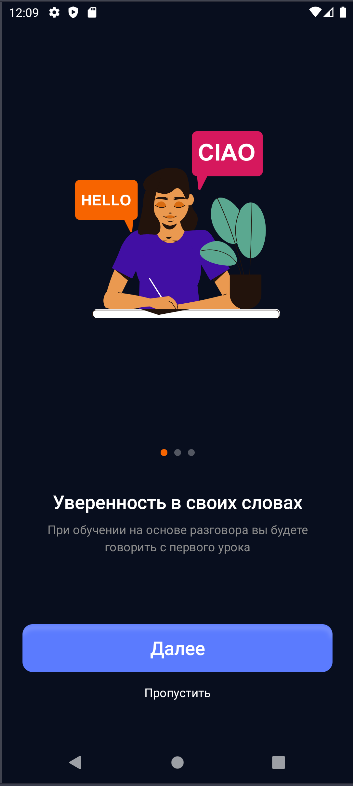 12:09
CIAO
HELLO
Уверенность в своих словах
При обучении на основе разговора вы будете
говорить с первого урока
Далее
Пропустить